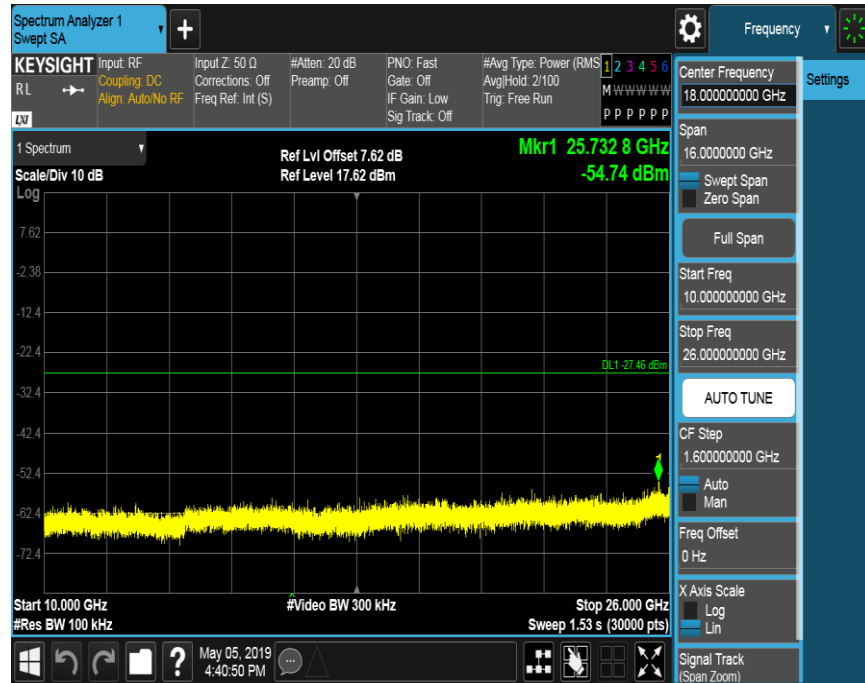 Spectrum Analyzer 1
Swept SA
+
Frequency
KEYSIGHT
RL
LXI
Input: RF
Coupling: DC
Align: Auto/No RF
Input Z: 50 Ω
Corrections: Off
Freq Ref: Int (S)
#Atten: 20 dB
Preamp: Off
PNO: Fast
Gate: Off
IF Gain: Low
Sig Track: Off
#Avg Type: Power (RMS
Avg|Hold: 2/100
Trig: Free Run
1 2 3 4 5 6
M W W W W W
P P P P P P
1 Spectrum
Scale/Div 10 dB
Ref Lvl Offset 7.62 dB
Ref Level 17.62 dBm
Mkr1 25.732 8 GHz
-54.74 dBm
Log
7.62
-2.38
-12.4
-22.4
DL1 -27.46 dBm
-32.4
-42.4
-52.4
1
-62.4
-72.4
Start 10.000 GHz
#Video BW 300 kHz
Stop 26.000 GHz
#Res BW 100 kHz
Sweep 1.53 s (30000 pts)
?
May 05, 2019
4:40:50 PM
Center Frequency
18.000000000 GHz
Settings
Span
16.0000000 GHz
Swept Span
Zero Span
Full Span
Start Freq
10.000000000 GHz
Stop Freq
26.000000000 GHz
AUTO TUNE
CF Step
1.600000000 GHz
Auto
Man
Freq Offset
0 Hz
X Axis Scale
Log
Lin
Signal Track
(Span Zoom)